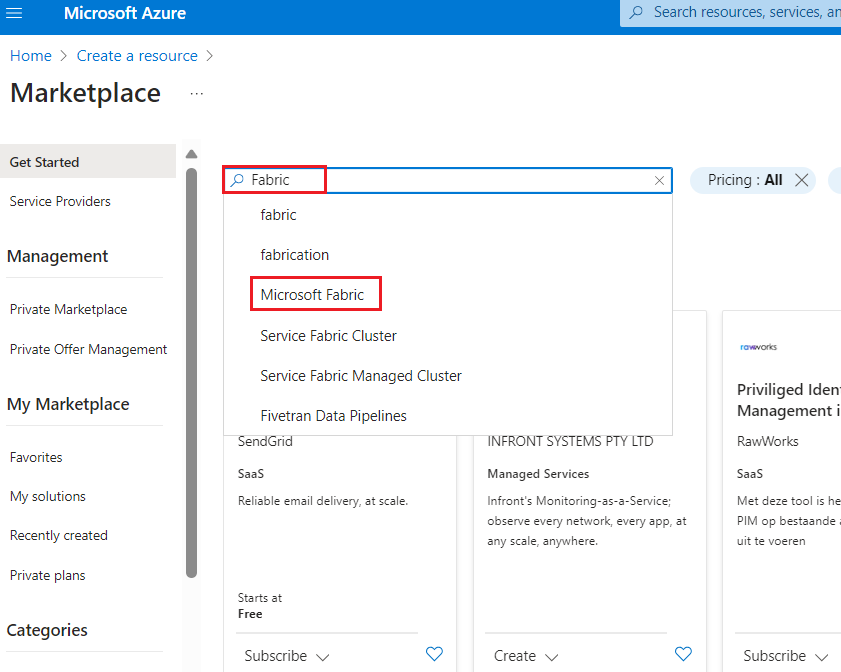 Microsoft Azure
Search resources, services, an
Home > Create a resource >
Marketplace ...
Get Started
Service Providers
Management
Private Marketplace
Private Offer Management
My Marketplace
Favorites
My solutions
Recently created
Private plans
Categories
Fabric
Pricing : All
fabric
fabrication
Microsoft Fabric
Service Fabric Cluster
Service Fabric Managed Cluster
Fivetran Data Pipelines
SendGrid
SaaS
Reliable email delivery, at scale.
Starts at
Free
Subscribe
INFRONT SYSTEMS PTY LTD
Managed Services
Infront's Monitoring-as-a-Service;
observe every network, every app, at
any scale, anywhere.
Create
rawworks
Priviliged Iden
Management i
RawWorks
SaaS
Met deze tool is he
PIM op bestaande a
uit te voeren
Subscribe